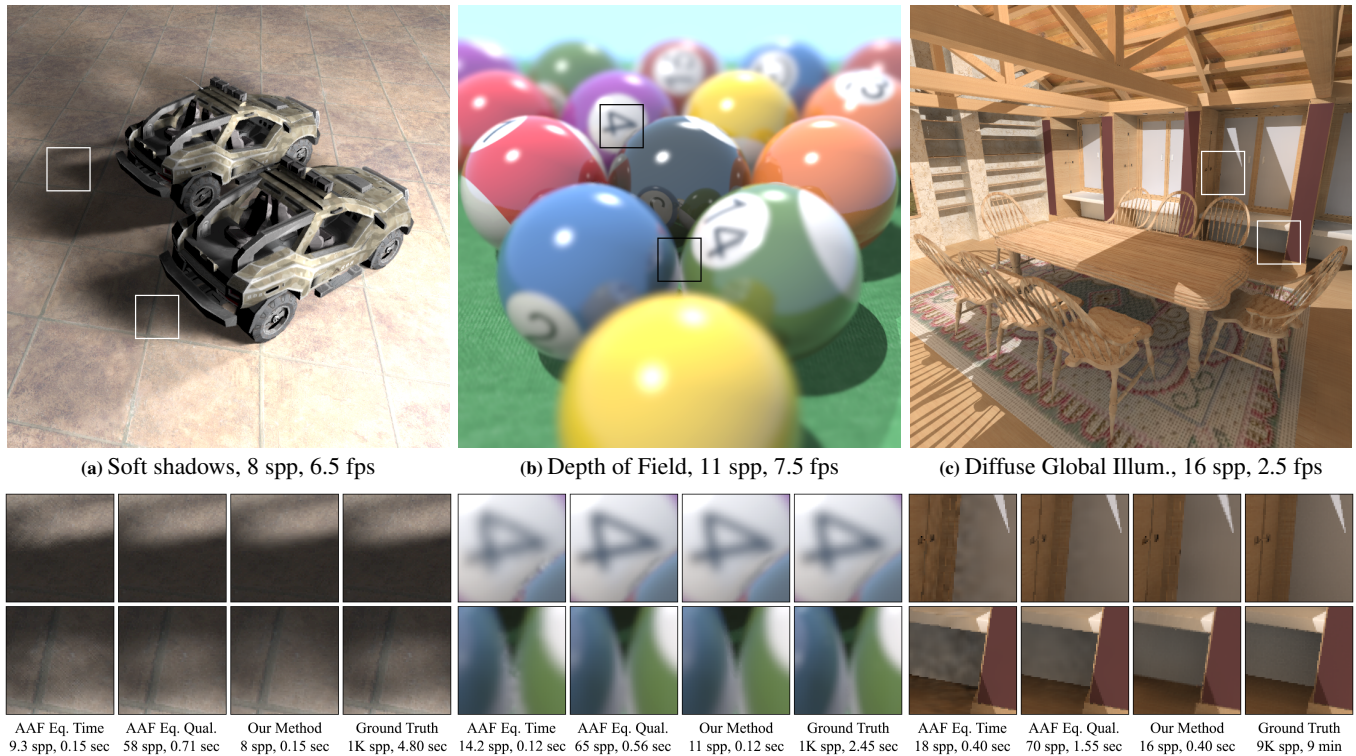 (a) Soft shadows, 8 spp, 6.5 fps
(b) Depth of Field, 11 spp, 7.5 fps
(c) Diffuse Global Illum., 16 spp, 2.5 fps
4
14
4
AAF Eq. Time
9.3 spp, 0.15 sec
AAF Eq. Qual.
58 spp, 0.71 sec
Our Method
8 spp, 0.15 sec
Ground Truth
1K spp, 4.80 sec
AAF Eq. Time
14.2 spp, 0.12 sec
AAF Eq. Qual.
65 spp, 0.56 sec
Our Method
11 spp, 0.12 sec
Ground Truth
1K spp, 2.45 sec
AAF Eq. Time
18 spp, 0.40 sec
AAF Eq. Qual.
70 spp, 1.55 sec
Our Method
16 spp, 0.40 sec
Ground Truth
9K spp, 9 min